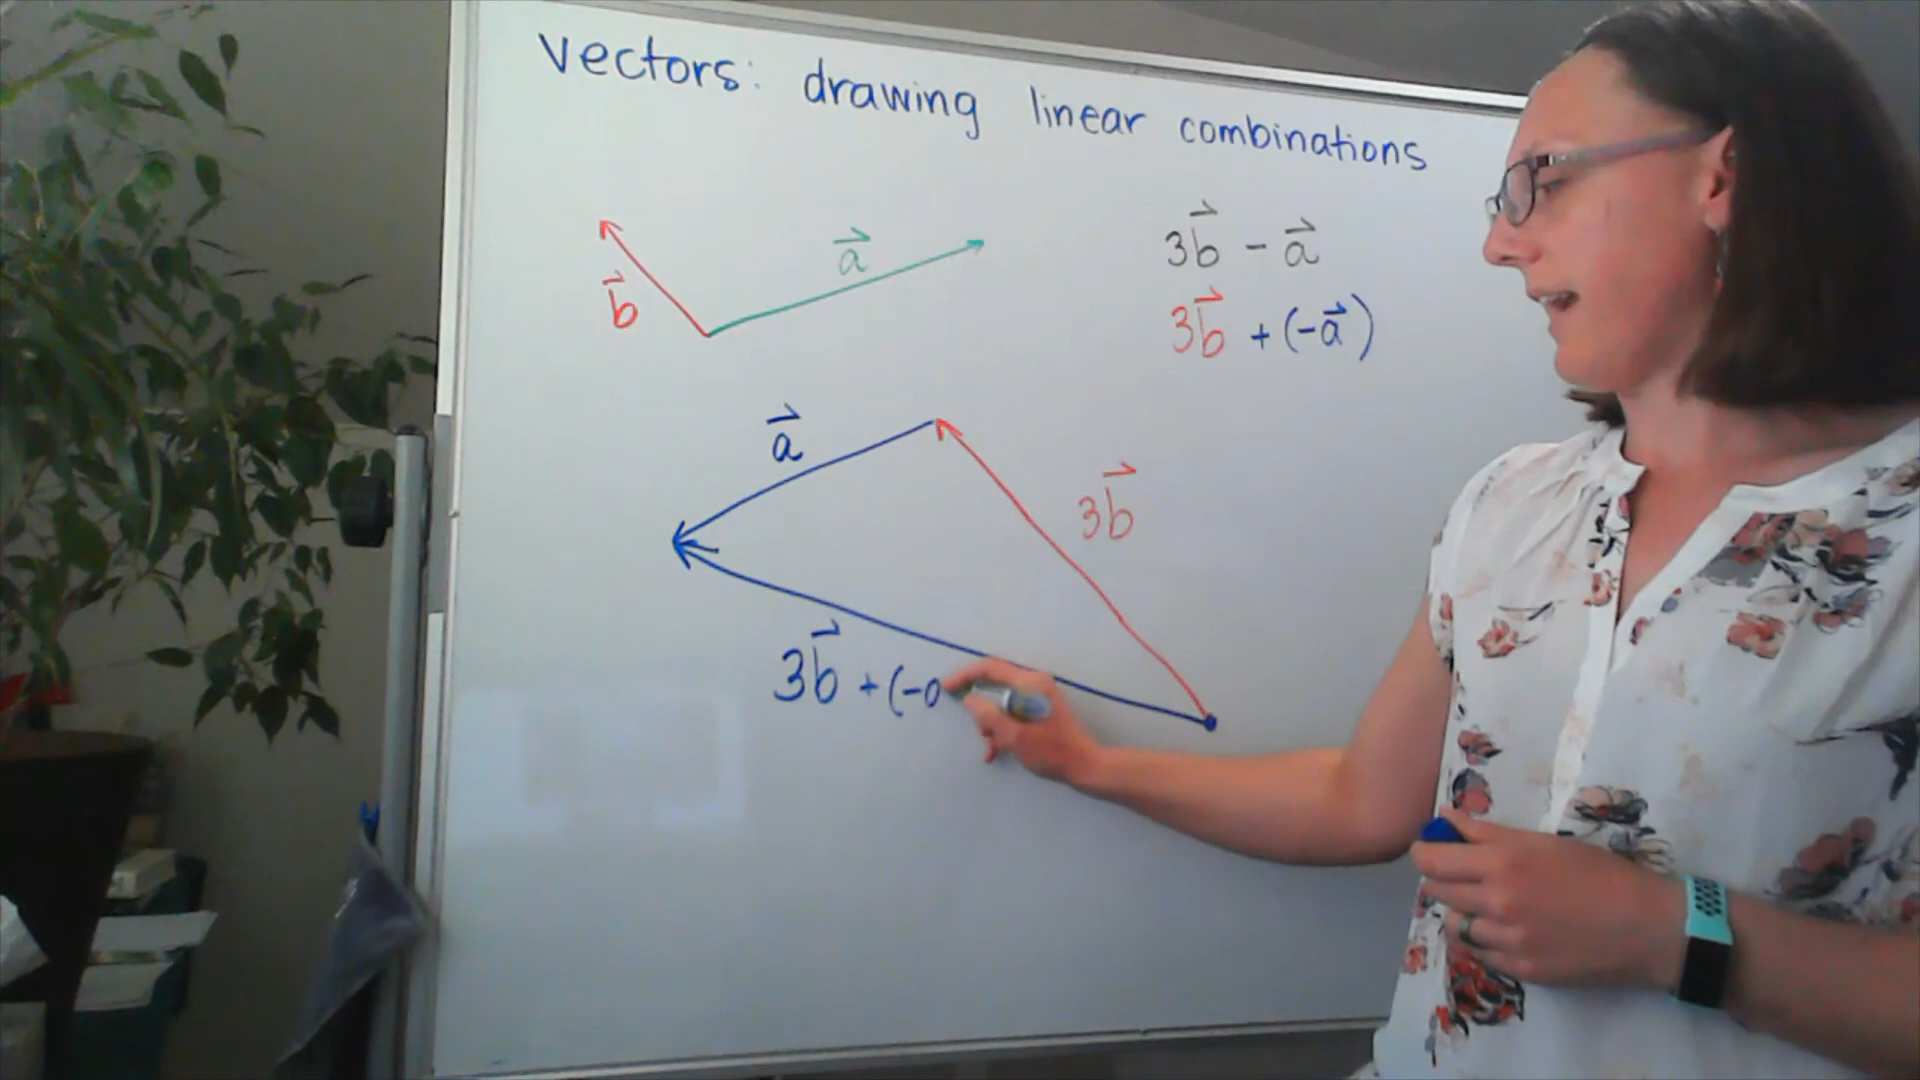 vectors: drawing linear combinations
b⃗
a⃗
3b⃗ - a⃗
3b⃗ + (-a⃗)
a⃗
3b⃗
3b⃗ + (-a